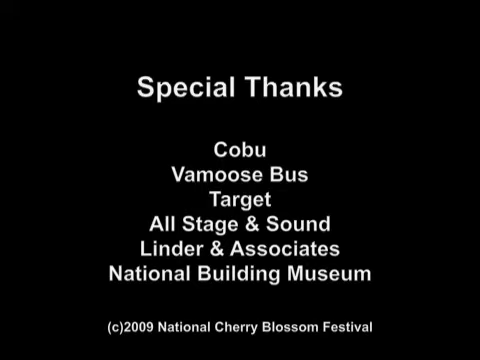 Special Thanks
Cobu
Vamoose Bus
Target
All Stage & Sound
Linder & Associates
National Building Museum
(c)2009 National Cherry Blossom Festival